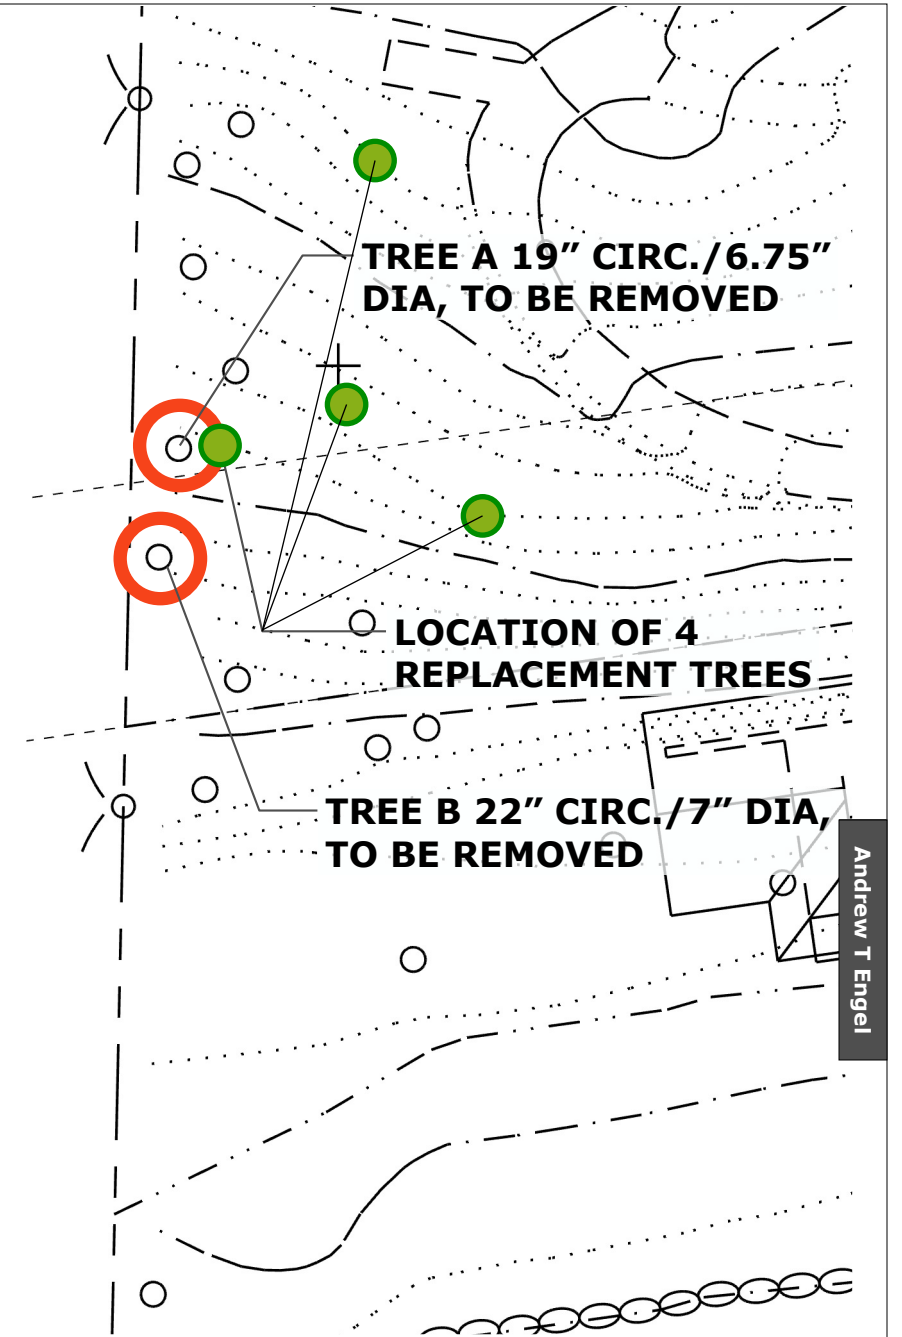 TREE A 19” CIRC./6.75”
DIA, TO BE REMOVED
LOCATION OF 4
REPLACEMENT TREES
TREE B 22” CIRC./7” DIA,
TO BE REMOVED
Andrew T Engel